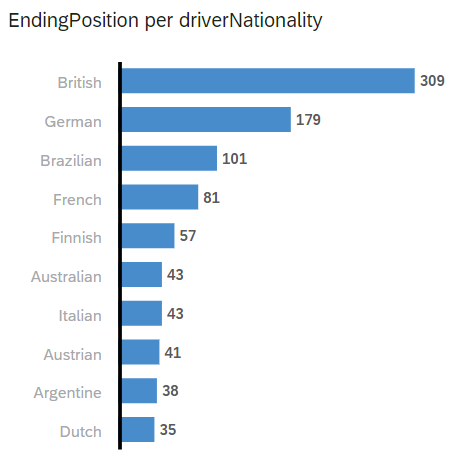 EndingPosition per driverNationality
British 309
German 179
Brazilian 101
French 81
Finnish 57
Australian 43
Italian 43
Austrian 41
Argentine 38
Dutch 35